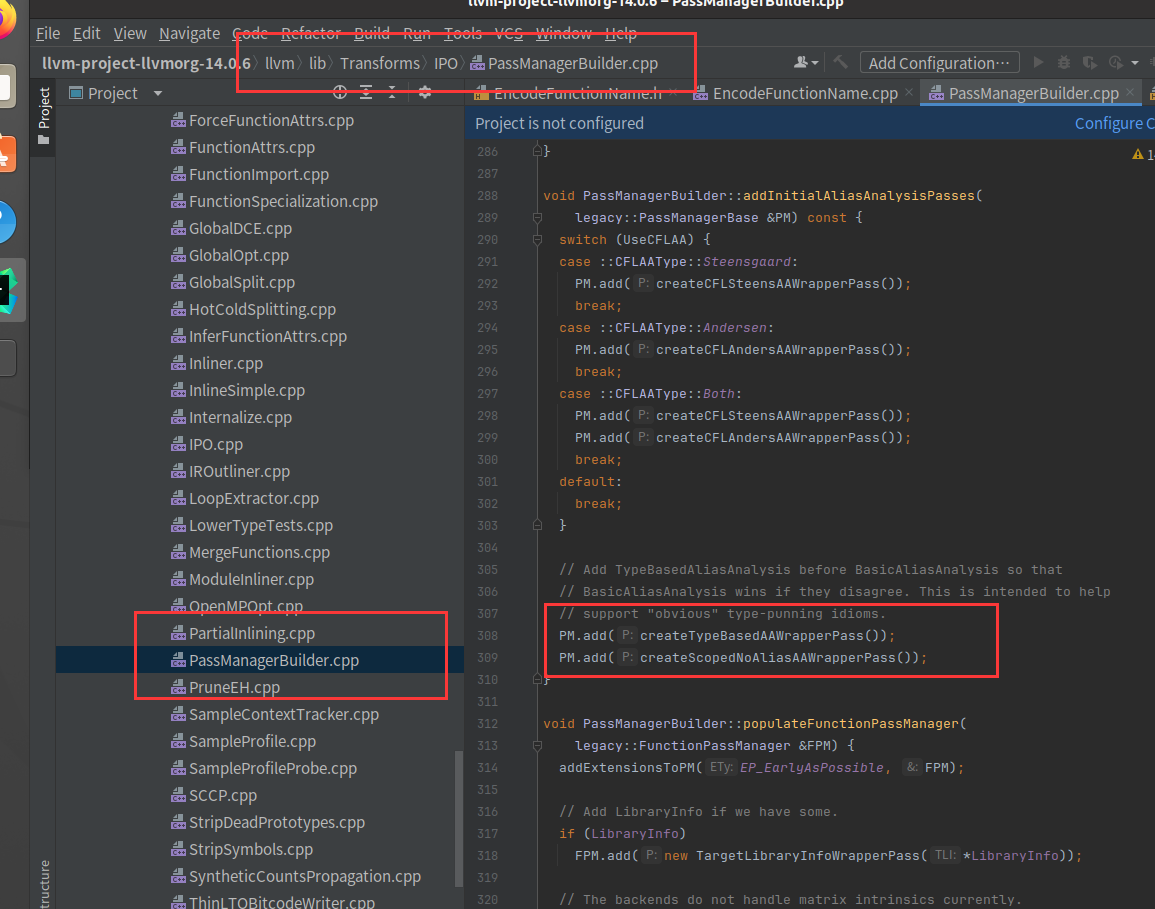 llvm-project-llvmorg-14.0.6 – PassManagerBuilder.cpp
File Edit View Navigate Code Refactor Build Run Tools VCS Window Help
llvm-project-llvmorg-14.0.6 llvm lib Transforms IPO PassManagerBuilder.cpp
Add Configuration...
Project
EncodeFunctionName.h
EncodeFunctionName.cpp
PassManagerBuilder.cpp
Project
Project is not configured
Configure
ForceFunctionAttrs.cpp
FunctionAttrs.cpp
FunctionImport.cpp
FunctionSpecialization.cpp
GlobalDCE.cpp
GlobalOpt.cpp
GlobalSplit.cpp
HotColdSplitting.cpp
InferFunctionAttrs.cpp
Inliner.cpp
InlineSimple.cpp
Internalize.cpp
IPO.cpp
IROutliner.cpp
LoopExtractor.cpp
LowerTypeTests.cpp
MergeFunctions.cpp
ModuleInliner.cpp
OpenMPOpt.cpp
PartialInlining.cpp
PassManagerBuilder.cpp
PruneEH.cpp
SampleContextTracker.cpp
SampleProfile.cpp
SampleProfileProbe.cpp
SCCP.cpp
StripDeadPrototypes.cpp
StripSymbols.cpp
SyntheticCountsPropagation.cpp
ThinLTOBitcodeWriter.cpp
286 }
287
288 void PassManagerBuilder::addInitialAliasAnalysisPasses(
289 legacy::PassManagerBase &PM) const {
290 switch (UseCFLAA) {
291 case ::CFLAAType::Steensgaard:
292 PM.add( P: createCFLSteensAAWrapperPass());
293 break;
294 case ::CFLAAType::Andersen:
295 PM.add( P: createCFLAndersAAWrapperPass());
296 break;
297 case ::CFLAAType::Both:
298 PM.add( P: createCFLSteensAAWrapperPass());
299 PM.add( P: createCFLAndersAAWrapperPass());
300 break;
301 default:
302 break;
303 }
304
305 // Add TypeBasedAliasAnalysis before BasicAliasAnalysis so that
306 // BasicAliasAnalysis wins if they disagree. This is intended to help
307 // support "obvious" type-punning idioms.
308 PM.add( P: createTypeBasedAAWrapperPass());
309 PM.add( P: createScopedNoAliasAAWrapperPass());
310 }
311
312 void PassManagerBuilder::populateFunctionPassManager(
313 legacy::FunctionPassManager &FPM) {
314 addExtensionsToPM( ETy: EP_EarlyAsPossible, &: FPM);
315
316 // Add LibraryInfo if we have some.
317 if (LibraryInfo)
318 FPM.add( P: new TargetLibraryInfoWrapperPass( TLI: *LibraryInfo));
319
320 // The backends do not handle matrix intrinsics currently.